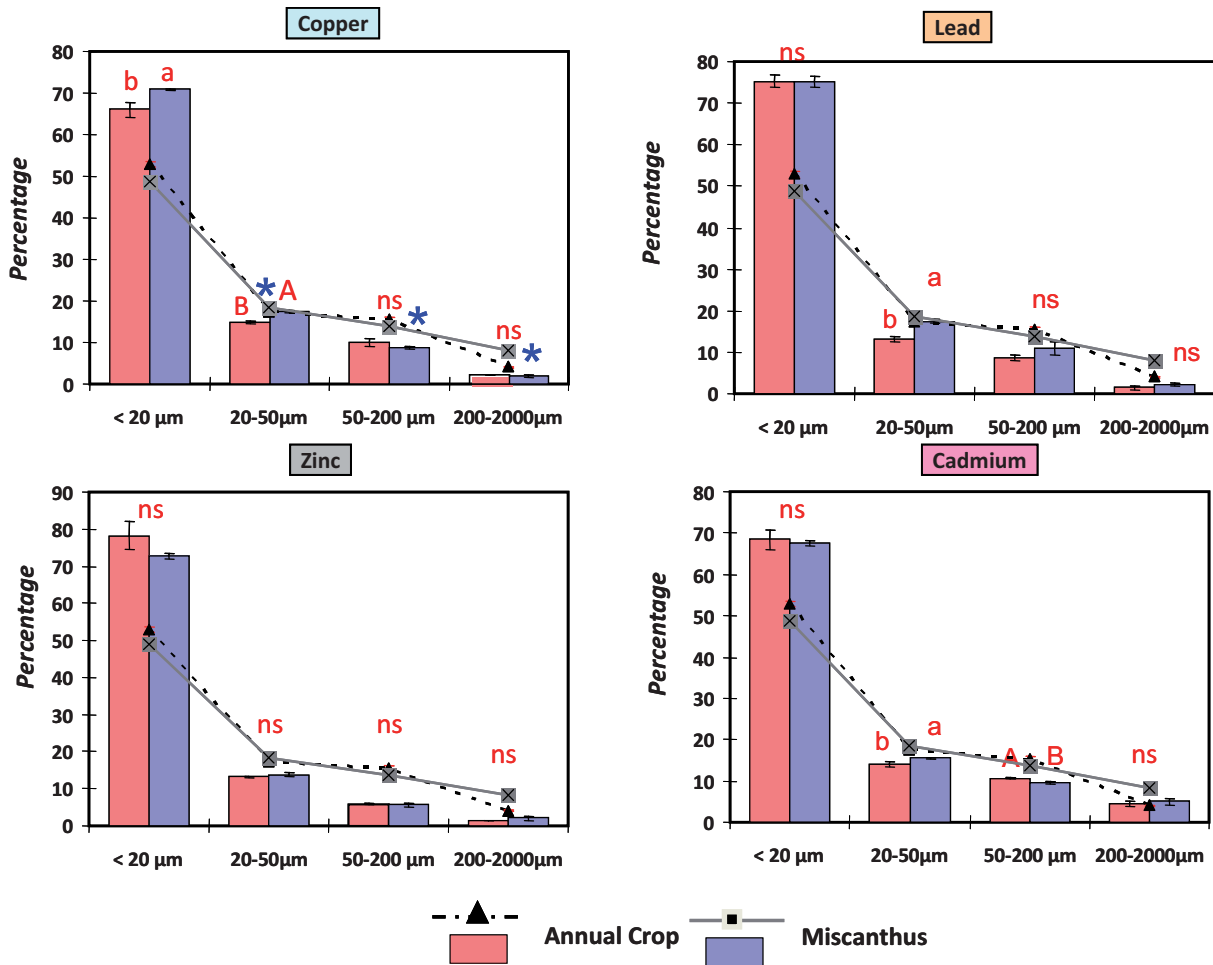 Copper
80
70
60
50
40
30
20
10
0
Percentage
b
a
B
*
A
ns
*
ns
*
< 20 µm
20-50µm
50-200 µm
200-2000µm
Lead
80
70
60
50
40
30
20
10
0
Percentage
ns
b
a
ns
ns
< 20 µm
20-50µm
50-200 µm
200-2000µm
Zinc
90
80
70
60
50
40
30
20
10
0
Percentage
ns
ns
ns
ns
< 20 µm
20-50µm
50-200 µm
200-2000µm
Cadmium
80
70
60
50
40
30
20
10
0
Percentage
ns
b
a
A
B
ns
< 20 µm
20-50µm
50-200 µm
200-2000µm
Annual Crop
Miscanthus